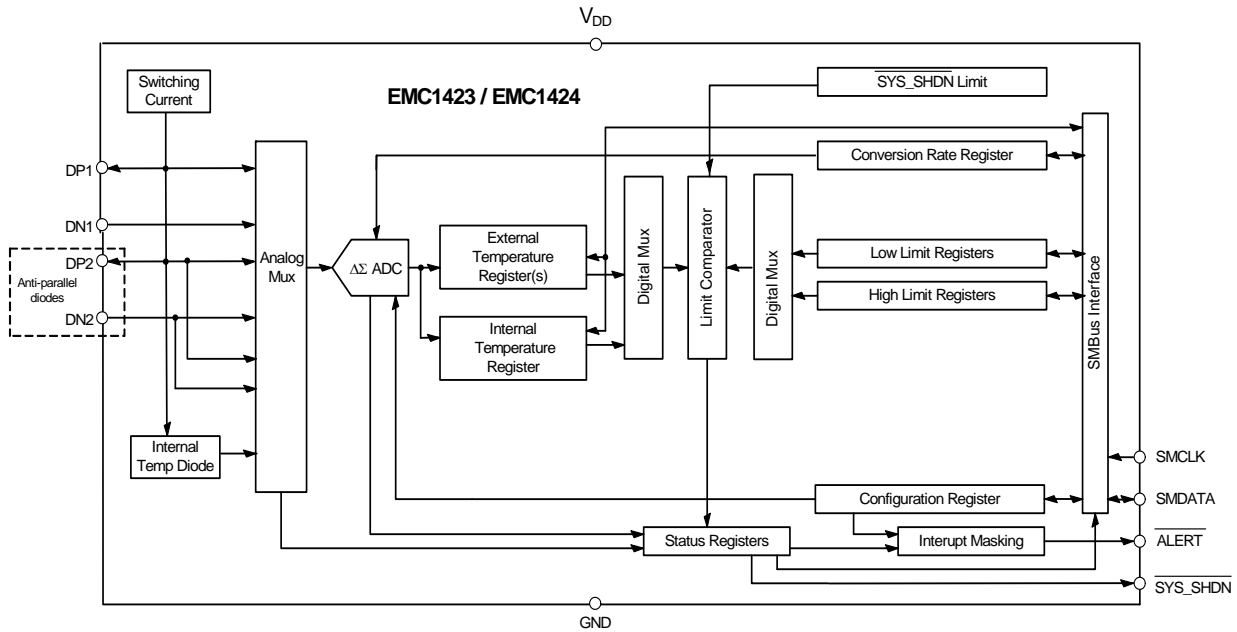 VDD
Switching
Current
EMC1423 / EMC1424
SYS_SHDN Limit
Conversion Rate Register
DP1
DN1
DP2
Anti-parallel
diodes
DN2
Analog
Mux
ΔΣ ADC
External
Temperature
Register(s)
Internal
Temperature
Register
Digital Mux
Limit Comparator
Digital Mux
Low Limit Registers
High Limit Registers
SMBus Interface
Internal
Temp Diode
SMCLK
Configuration Register
SMDATA
Status Registers
Interupt Masking
ALERT
SYS_SHDN
GND